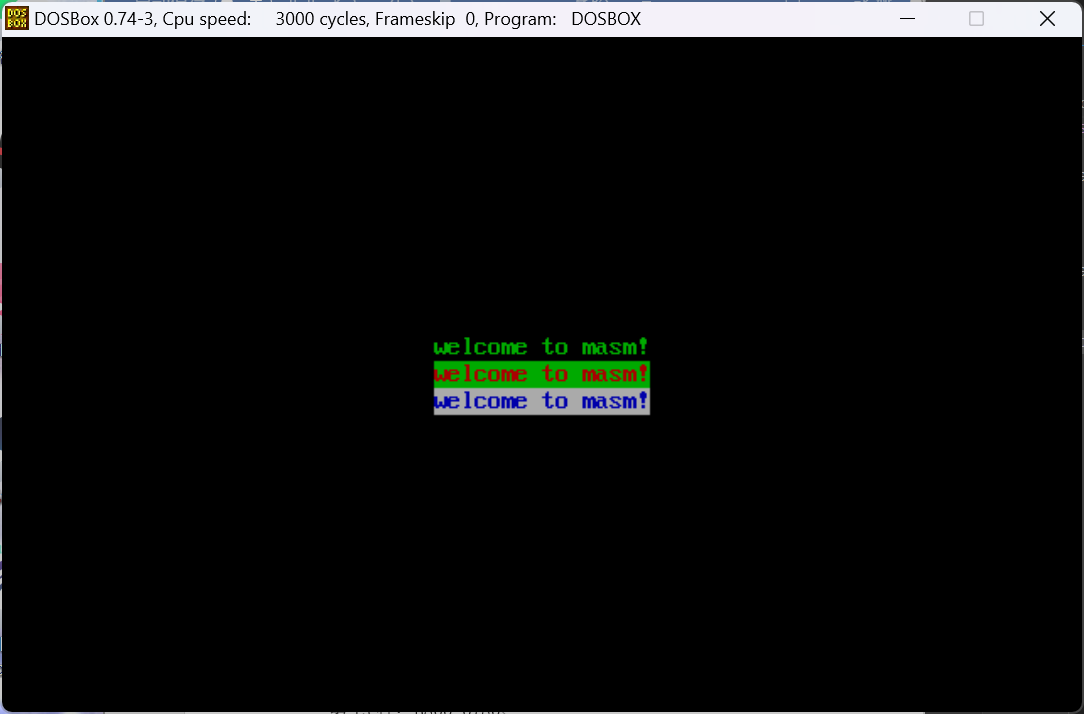 DOSBox 0.74-3, Cpu speed: 3000 cycles, Frameskip 0, Program: DOSBOX
welcome to masm!
welcome to masm!
welcome to masm!